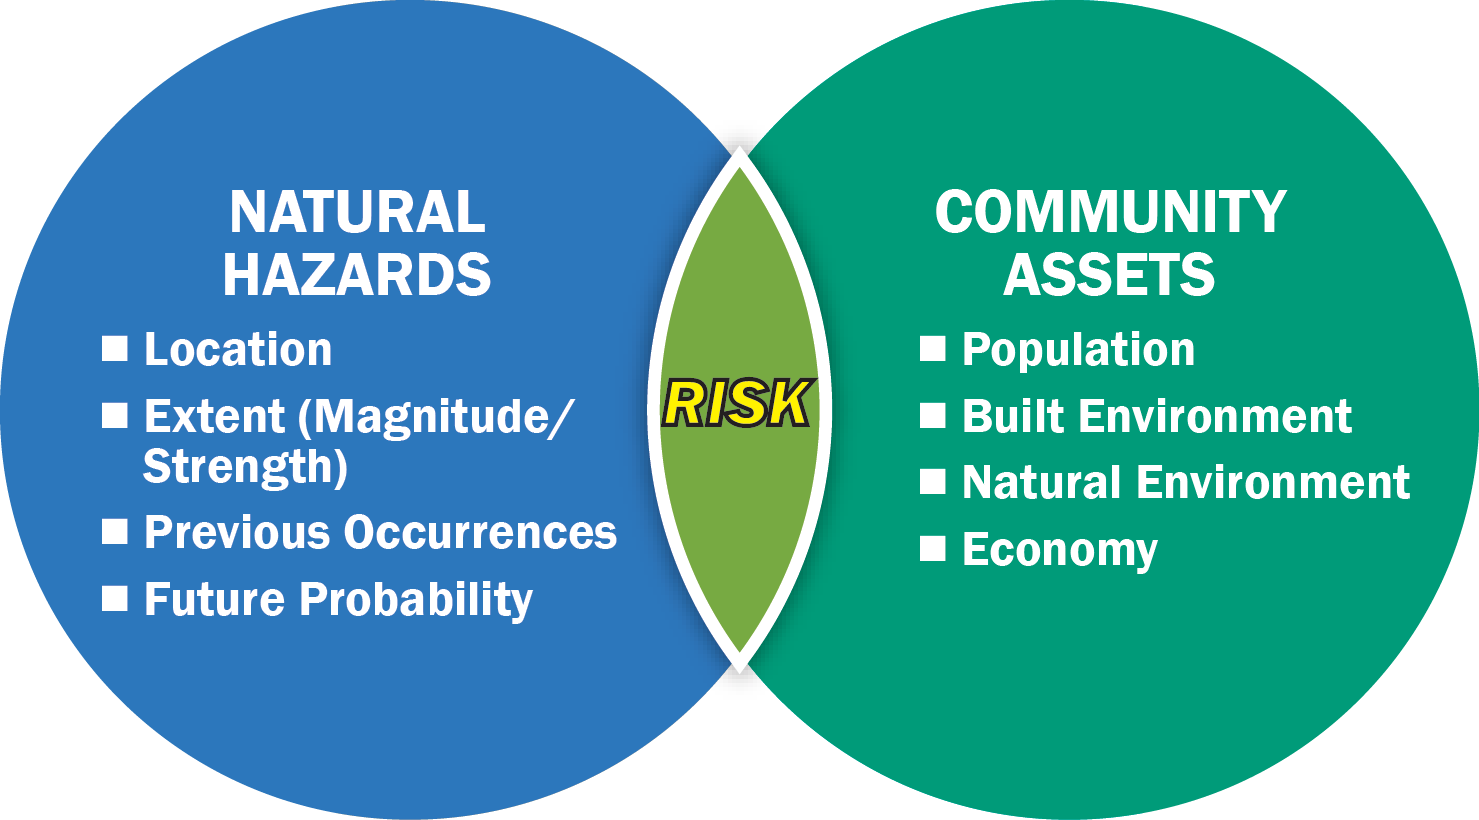 NATURAL
HAZARDS
■ Location
■ Extent (Magnitude/
Strength)
■ Previous Occurrences
■ Future Probability
RISK
COMMUNITY
ASSETS
■ Population
■ Built Environment
■ Natural Environment
■ Economy